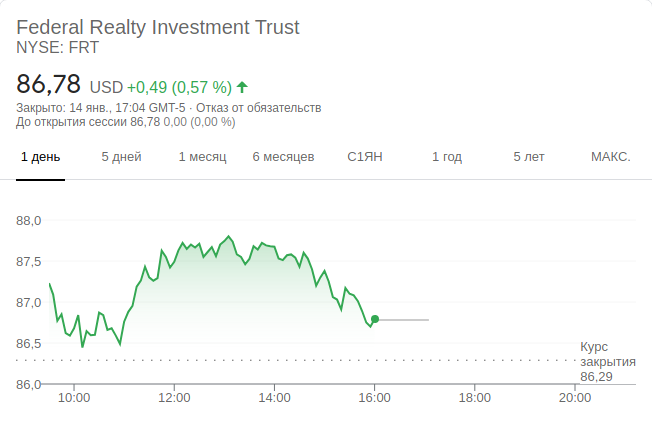 Federal Realty Investment Trust
NYSE: FRT
86,78 USD +0,49 (0,57 %)
Закрыто: 14 янв., 17:04 GMT-5 · Отказ от обязательств
До открытия сессии 86,78 0,00 (0,00 %)
1 день 5 дней 1 месяц 6 месяцев С1ЯН 1 год 5 лет МАКС.
88,0
87,5
87,0
86,5
Курс
закрытия
86,29
86,0
10:00 12:00 14:00 16:00 18:00 20:00